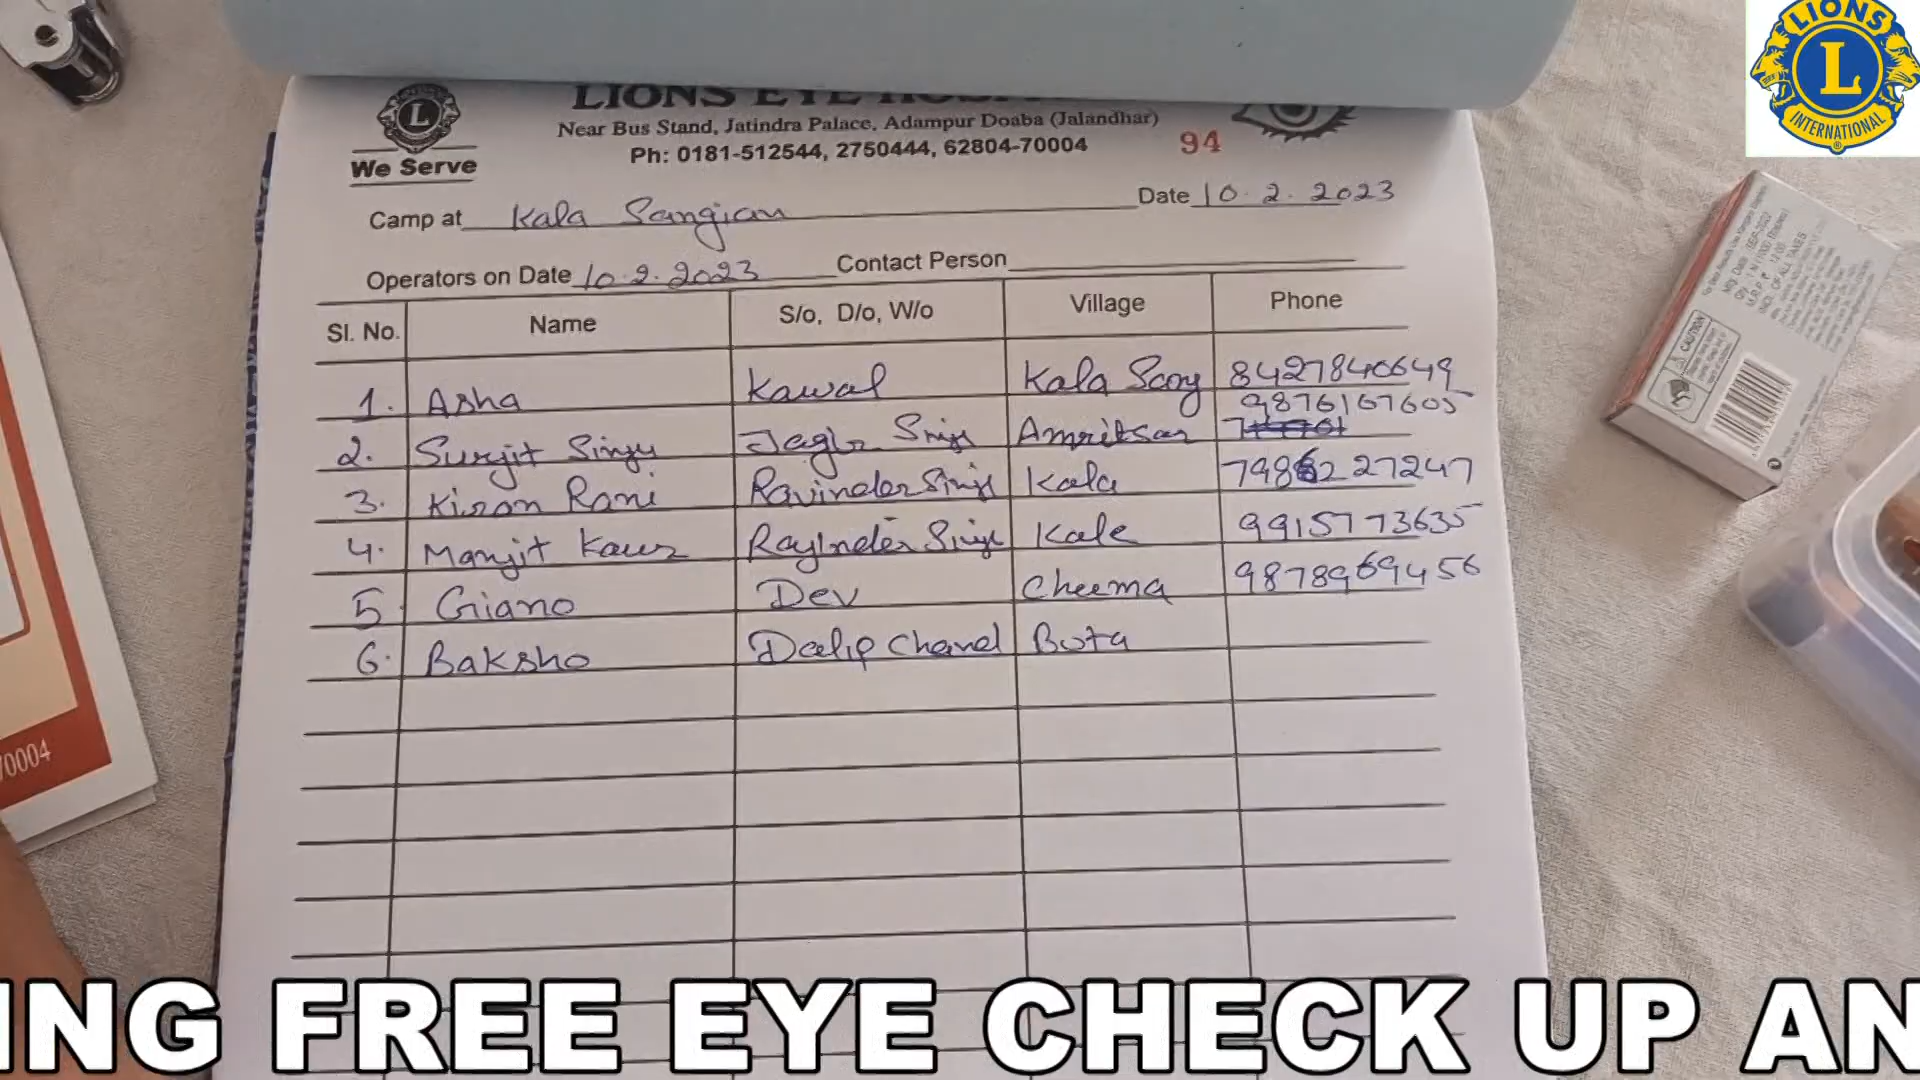 LIONS
L
INTERNATIONAL
L
We Serve
LIONS EYE
Near Bus Stand, Jatindra Palace, Adampur Doaba (Jalandhar)
Ph: 0181-512544, 2750444, 62804-70004
94
Camp at Kala Sangian Date 10.2.2023
Operators on Date 10.2.2023 Contact Person
Sl. No. Name S/o, D/o, W/o Village Phone
1. Asha Kawal Kala Sang 8427840649
2. Surjit Singh Jagir Singh Amritsar 9876167605
3. Kiran Rani Ravinder Singh Kala 7986227247
4. Manjit Kaur Rayinder Singh Kale 9915773635
5. Giano Dev Cheema 9878969456
6. Baksho Dalip Chand Bota
CAUTION
70004
ING FREE EYE CHECK UP AN